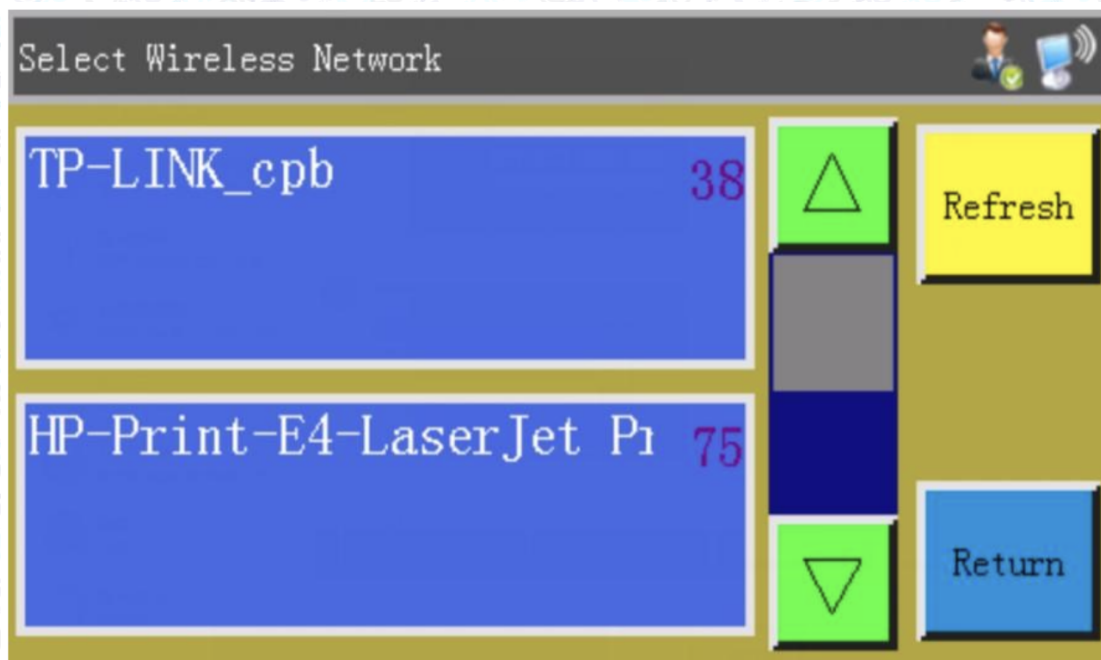 Select Wireless Network
TP-LINK_cpb 38
Refresh
HP-Print-E4-LaserJet 75
Return